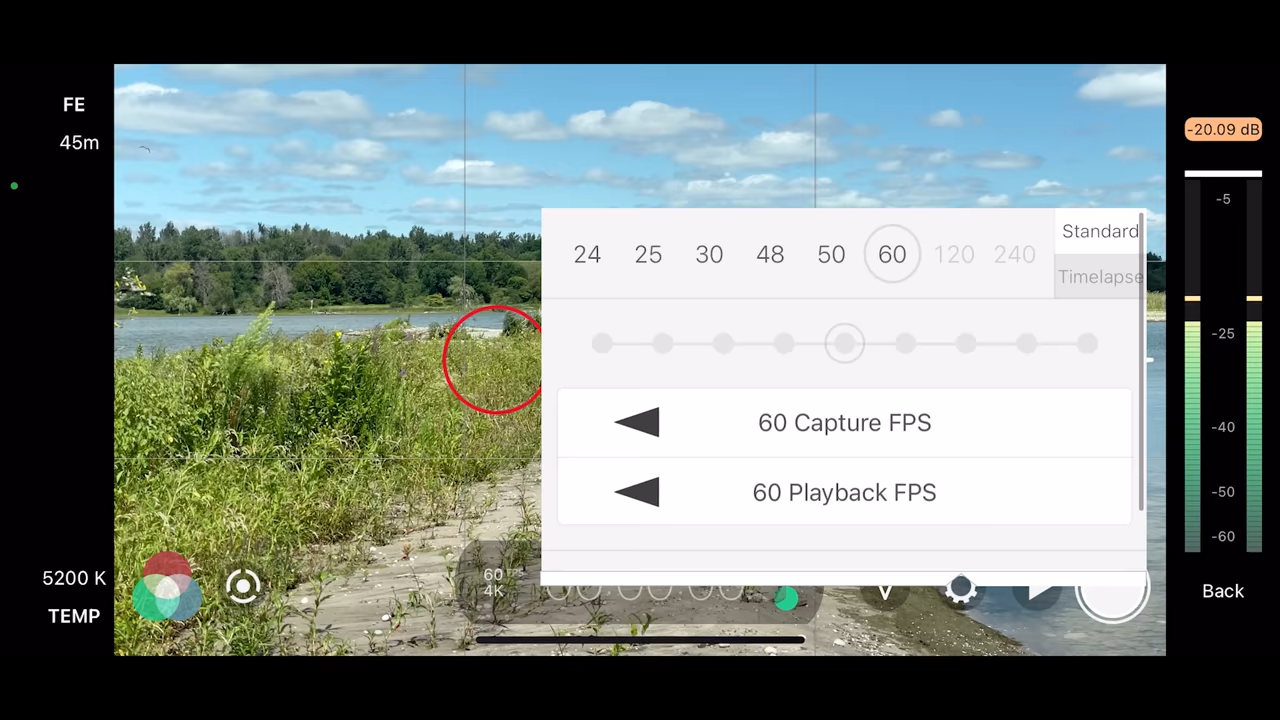 FE
45m
5200 K
TEMP
24 25 30 48 50 60 120 240
Standard
Timelapse
60 Capture FPS
60 Playback FPS
60
4K
-20.09 dB
-5
-25
-40
-50
-60
Back